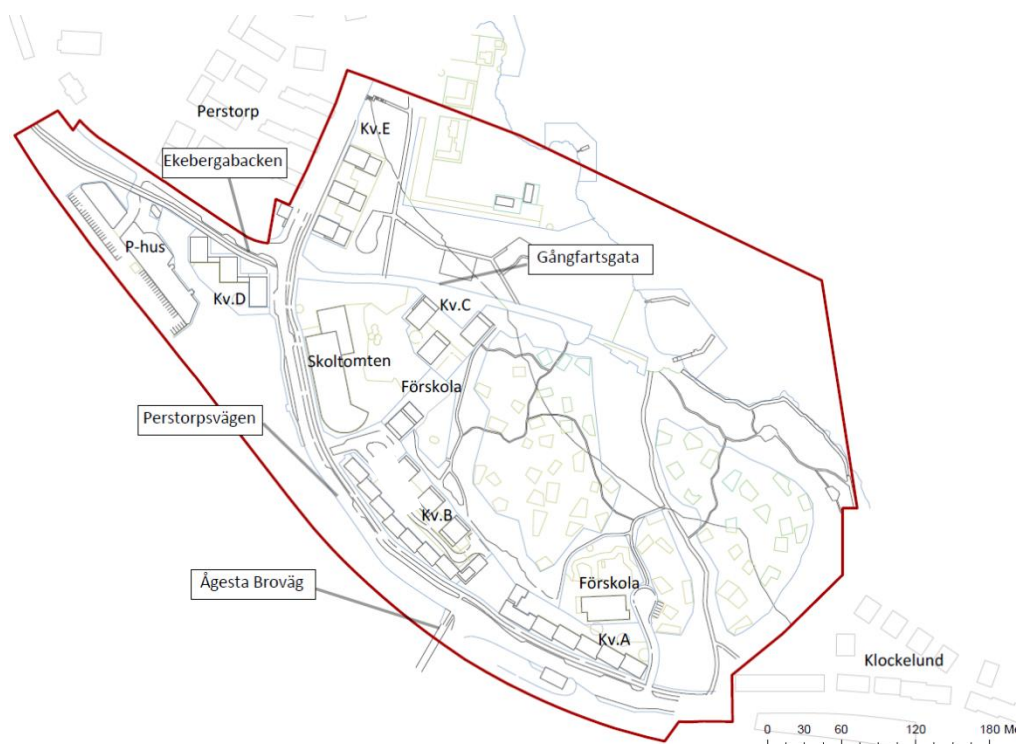 Perstorp
Kv.E
Ekebergabacken
P-hus
Gångfartsgata
Kv.D
Kv.C
Skoltomten
Förskola
Perstorpsvägen
Kv.B
Ågesta Broväg
Förskola
Kv.A
Klockelund
0 30 60 120 180 Me